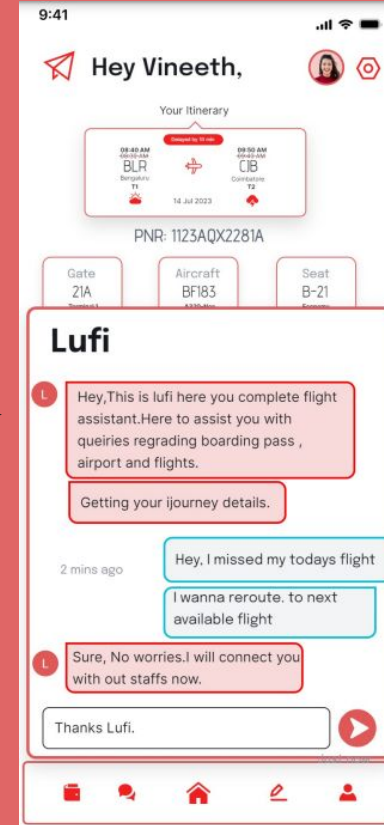 9:41
Hey Vineeth,
Your Itinerary
Delayed by 10 min
08:40 AM
09:50 AM
BLR
CJB
Bengaluru
Coimbatore
T1
14 Jul 2023
T2
PNR: 1123AQX2281A
Gate
Aircraft
Seat
21A
BF183
B-21
Lufi
L
Hey,This is lufi here you complete flight
assistant.Here to assist you with
queiries regrading boarding pass ,
airport and flights.
Getting your ijourney details.
Hey, I missed my todays flight
2 mins ago
I wanna reroute. to next
available flight
L
Sure, No worries.I will connect you
with out staffs now.
Thanks Lufi.